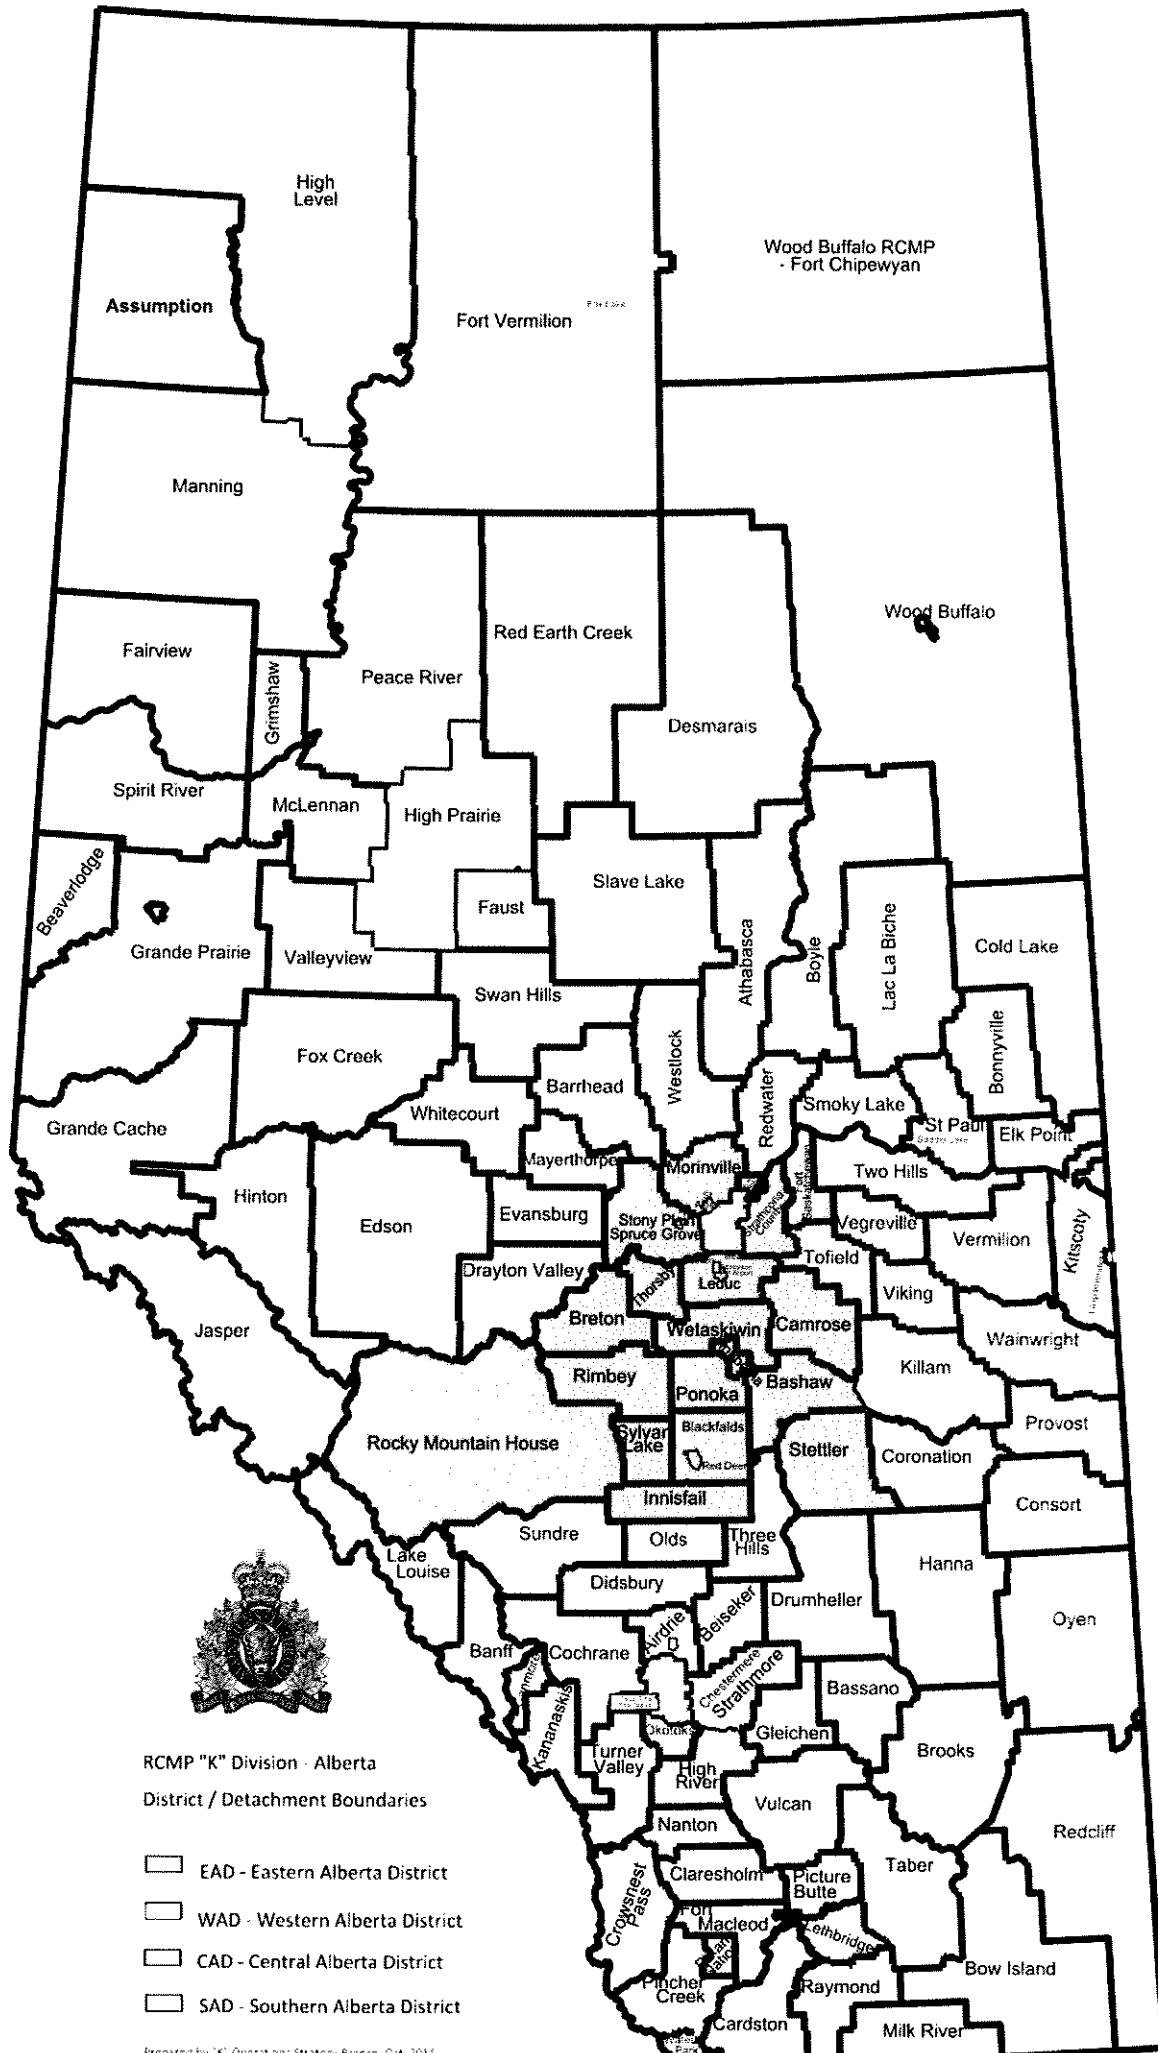 High
Level
Wood Buffalo RCMP
- Fort Chipewyan
Assumption
Fort Vermilion
Manning
Wood Buffalo
Fairview
Red Earth Creek
Peace River
Grimshaw
Desmarais
Spirit River
McLennan
High Prairie
Beaverlodge
Slave Lake
Faust
Grande Prairie
Valleyview
Athabasca
Boyle
Lac La Biche
Cold Lake
Swan Hills
Fox Creek
Barrhead
Westlock
Redwater
Bonnyville
Whitecourt
Smoky Lake
Grande Cache
St Paul
Saddle Lake
Elk Point
Mayerthorpe
Morinville
Two Hills
Hinton
Edson
Evansburg
Stony Plain
Spruce Grove
Strathcona
County
Fort
Saskatchewan
Vegreville
Vermilion
Kitscoty
Tofield
Drayton Valley
Thorsby
Leduc
Viking
Breton
Wetaskiwin
Camrose
Jasper
Wainwright
Killam
Rimbey
Ponoka
Bashaw
Provost
Rocky Mountain House
Sylvan
Lake
Blackfalds
Red Deer
Stettler
Coronation
Innisfail
Consort
Sundre
Olds
Three
Hills
Hanna
Lake
Louise
Didsbury
Beiseker
Drumheller
Oyen
Airdrie
Banff
Cochrane
Canmore
Kananaskis
Chestermere
Strathmore
Bassano
Okotoks
Gleichen
Brooks
Turner
Valley
High
River
RCMP "K" Division - Alberta
District / Detachment Boundaries
Vulcan
Nanton
Redcliff
Claresholm
Picture
Butte
Taber
Crowsnest
Pass
Fort
Macleod
Lethbridge
Pincher
Creek
Raymond
Bow Island
Cardston
Milk River
Park
EAD - Eastern Alberta District
WAD - Western Alberta District
CAD - Central Alberta District
SAD - Southern Alberta District